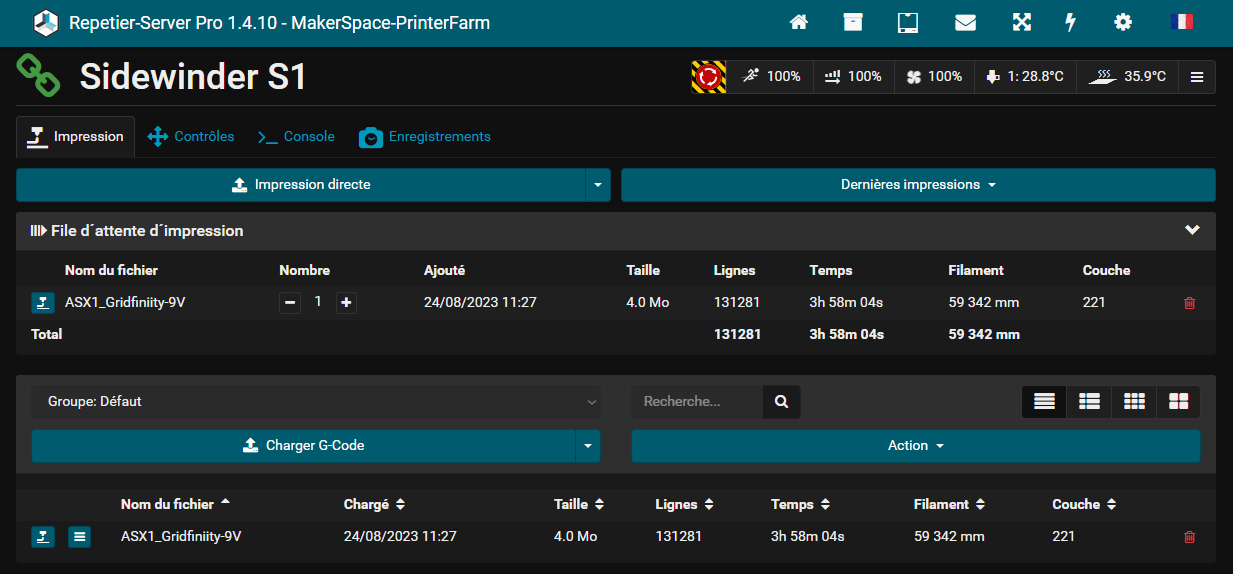 Repetier-Server Pro 1.4.10 - MakerSpace-PrinterFarm
Sidewinder S1
100% 100% 100% 1: 28.8°C 35.9°C
Impression Contrôles Console Enregistrements
Impression directe Dernières impressions
File d´attente d´impression
Nom du fichier Nombre Ajouté Taille Lignes Temps Filament Couche
ASX1_Gridfiniity-9V 1 24/08/2023 11:27 4.0 Mo 131281 3h 58m 04s 59 342 mm 221
Total 131281 3h 58m 04s 59 342 mm
Groupe: Défaut Recherche...
Charger G-Code Action
Nom du fichier Chargé Taille Lignes Temps Filament Couche
ASX1_Gridfiniity-9V 24/08/2023 11:27 4.0 Mo 131281 3h 58m 04s 59 342 mm 221